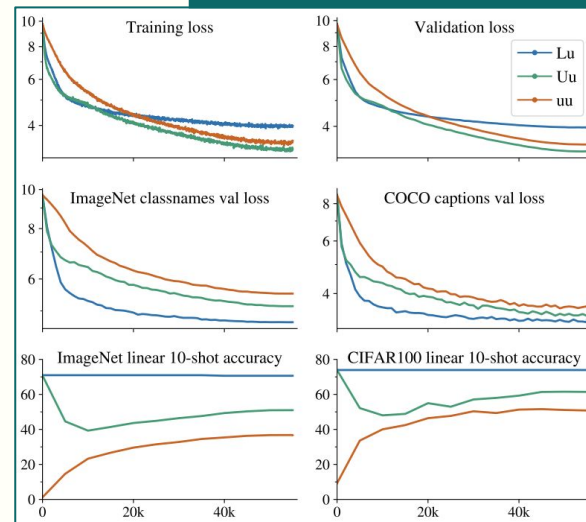 Training loss
10
8
6
4
Validation loss
10
8
6
4
Lu
Uu
uu
ImageNet classnames val loss
10
8
6
COCO captions val loss
8
6
4
ImageNet linear 10-shot accuracy
80
60
40
20
0
0
20k
40k
CIFAR100 linear 10-shot accuracy
80
60
40
20
0
0
20k
40k